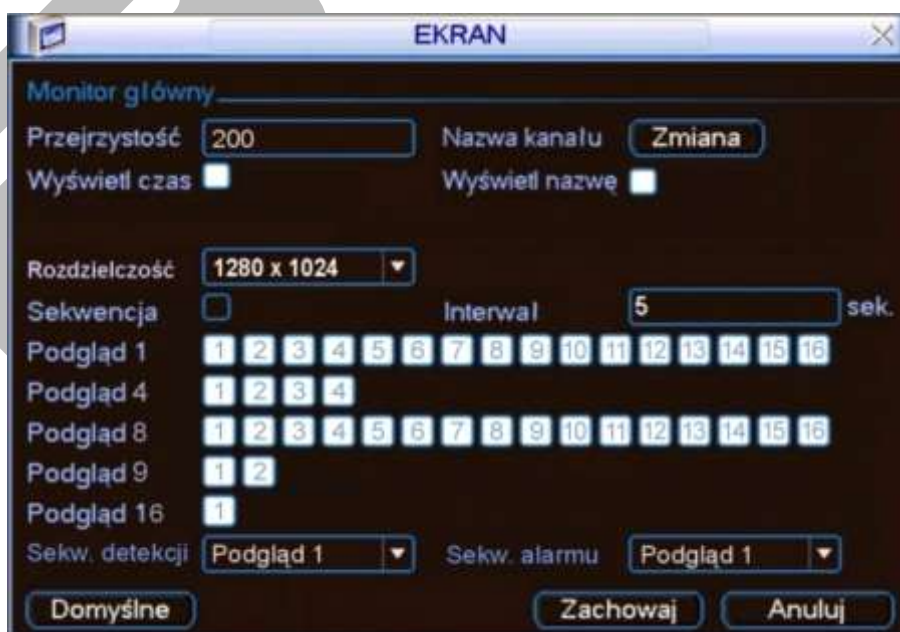 EKRAN
Monitor główny
Przejrzystość 200 Nazwa kanału Zmiana
Wyświetl czas Wyświetl nazwę
Rozdzielczość 1280 x 1024
Sekwencja Interwał 5 sek.
Podgląd 1 1 2 3 4 5 6 7 8 9 10 11 12 13 14 15 16
Podgląd 4 1 2 3 4
Podgląd 8 1 2 3 4 5 6 7 8 9 10 11 12 13 14 15 16
Podgląd 9 1 2
Podgląd 16 1
Sekw. detekcji Podgląd 1 Sekw. alarmu Podgląd 1
Domyślne Zachowaj Anuluj